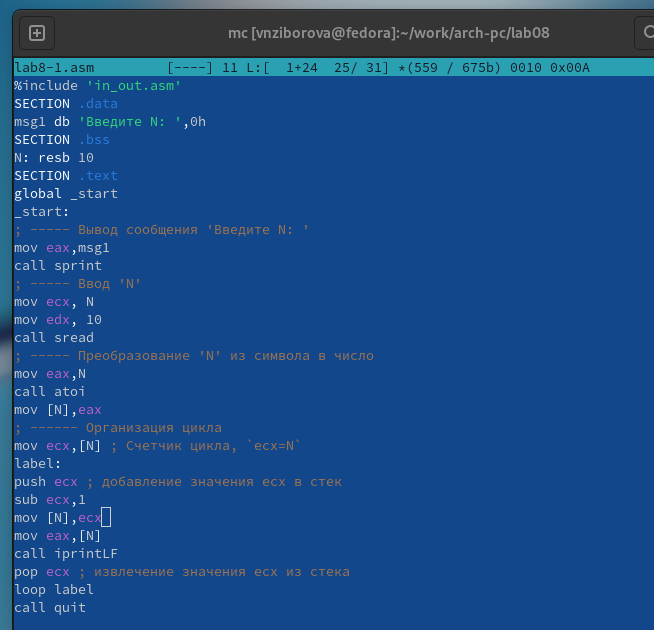 mc [vnziborova@fedora]:~/work/arch-pc/lab08
lab8-1.asm [----] 11 L:[ 1+24 25/ 31] *(559 / 675b) 0010 0x00A
%include 'in_out.asm'
SECTION .data
msg1 db 'Введите N: ',0h
SECTION .bss
N: resb 10
SECTION .text
global _start
_start:
; ----- Вывод сообщения 'Введите N: '
mov eax,msg1
call sprint
; ----- Ввод 'N'
mov ecx, N
mov edx, 10
call sread
; ----- Преобразование 'N' из символа в число
mov eax,N
call atoi
mov [N],eax
; ------ Организация цикла
mov ecx,[N] ; Счетчик цикла, `ecx=N`
label:
push ecx ; добавление значения ecx в стек
sub ecx,1
mov [N],ecx
mov eax,[N]
call iprintLF
pop ecx ; извлечение значения ecx из стека
loop label
call quit